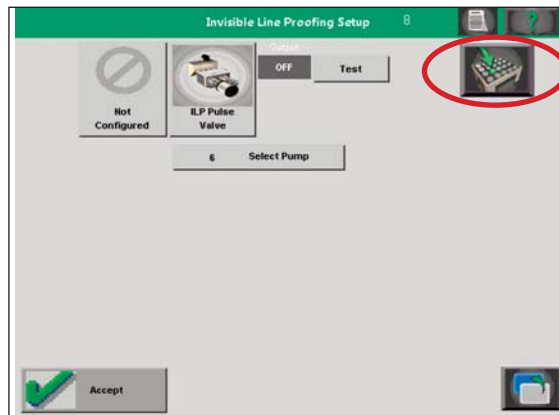 Invisible Line Proofing Setup 8
?
Output
OFF
Test
Not
Configured
ILP Pulse
Valve
6 Select Pump
Accept